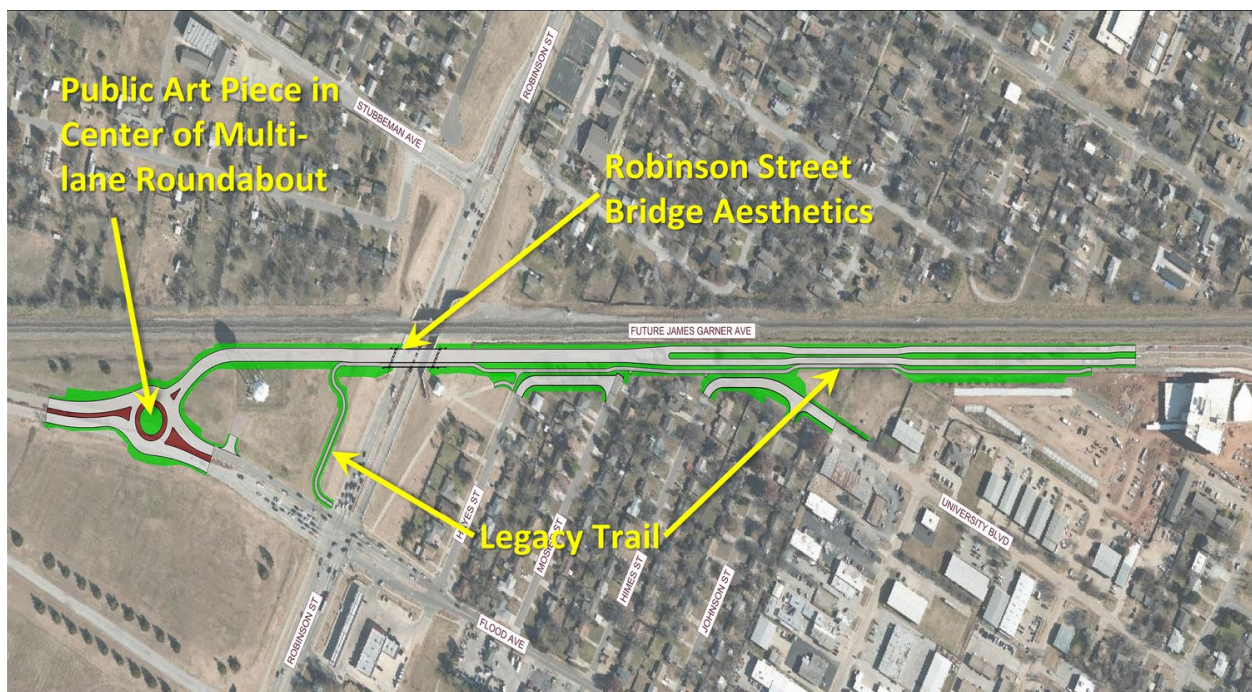 Public Art Piece in
Center of Multi-
lane Roundabout
STUBBEMAN AVE
ROBINSON ST
Robinson Street
Bridge Aesthetics
FUTURE JAMES GARNER AVE
Legacy Trail
HAYES ST
MOSIER ST
HIMES ST
JOHNSON ST
UNIVERSITY BLVD
ROBINSON ST
FLOOD AVE